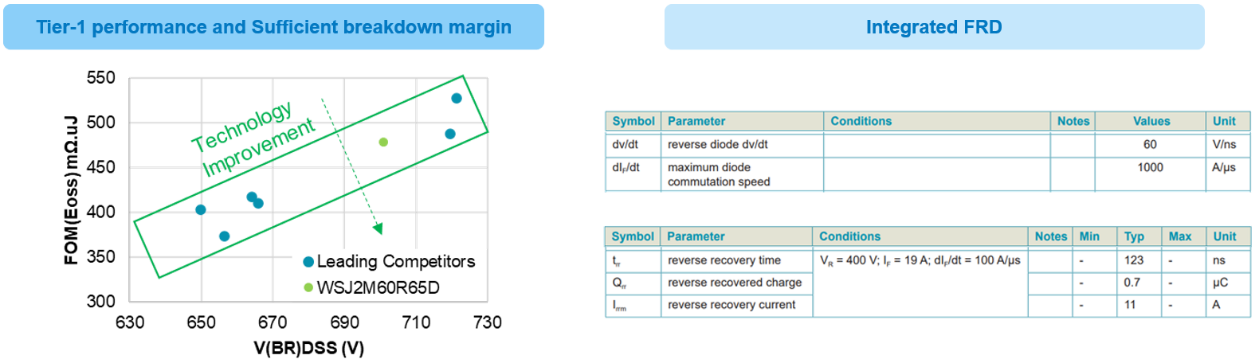 Tier-1 performance and Sufficient breakdown margin
Integrated FRD
FOM(Eoss) mΩ.uJ
550
500
450
400
350
300
Technology
Improvement
Leading Competitors
WSJ2M60R65D
630 650 670 690 710 730
V(BR)DSS (V)
Symbol Parameter Conditions Notes Values Unit
dv/dt reverse diode dv/dt 60 V/ns
dIF/dt maximum diode 1000 A/µs
commutation speed
Symbol Parameter Conditions Notes Min Typ Max Unit
trr reverse recovery time VR = 400 V; IF = 19 A; dIF/dt = 100 A/µs - 123 - ns
Qrr reverse recovered charge - 0.7 - µC
Irrm reverse recovery current - 11 - A